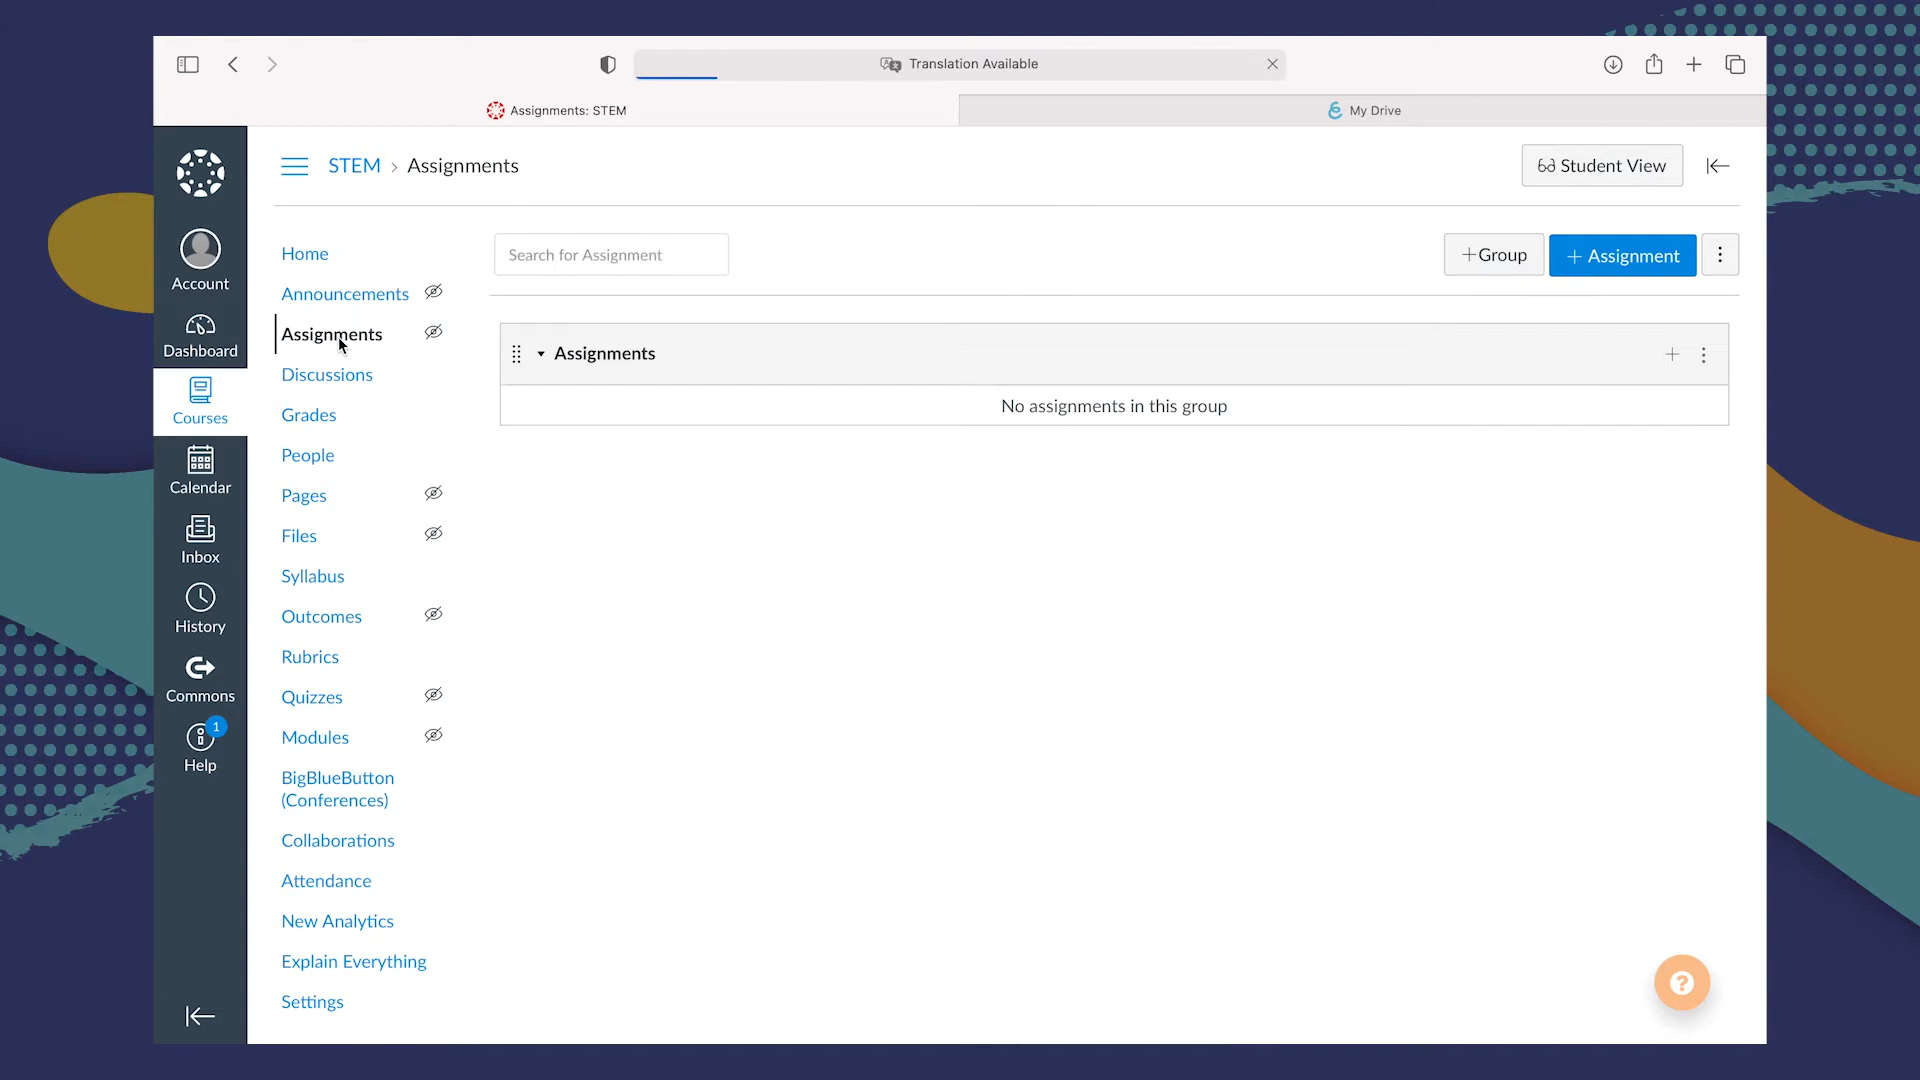 Translation Available
Assignments: STEM
My Drive
STEM › Assignments
Student View
Account
Dashboard
Courses
Calendar
Inbox
History
Commons
1
Help
Home
Announcements
Assignments
Discussions
Grades
People
Pages
Files
Syllabus
Outcomes
Rubrics
Quizzes
Modules
BigBlueButton
(Conferences)
Collaborations
Attendance
New Analytics
Explain Everything
Settings
Search for Assignment
+Group
+ Assignment
Assignments
No assignments in this group
?